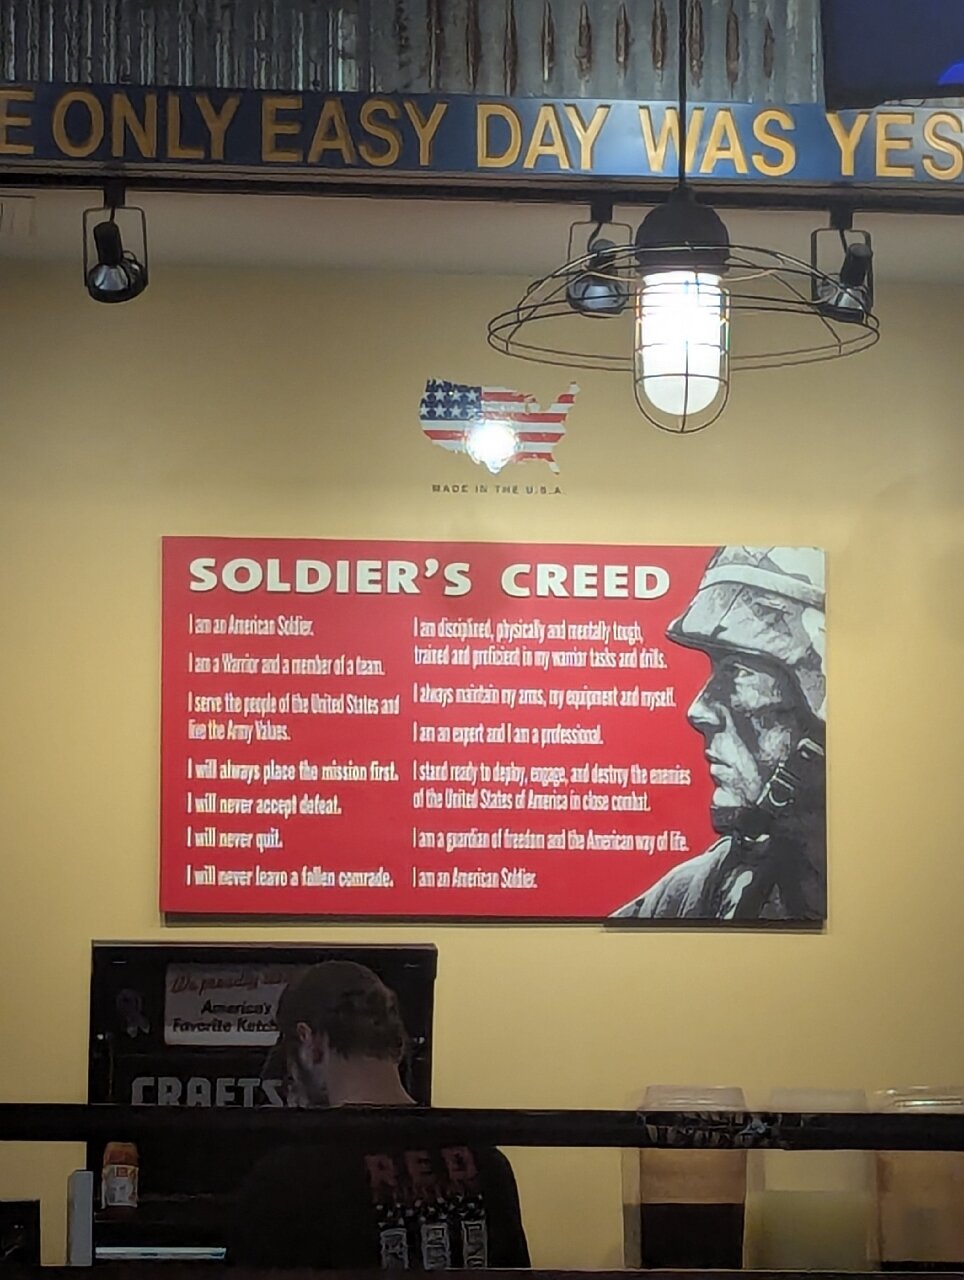 E ONLY EASY DAY WAS YES
MADE IN THE U.S.A.
SOLDIER'S CREED
I am an American Soldier.
I am a Warrior and a member of a team.
I serve the people of the United States and
live the Army Values.
I will always place the mission first.
I will never accept defeat.
I will never quit.
I will never leave a fallen comrade.
I am disciplined, physically and mentally tough,
trained and proficient in my warrior tasks and drills.
I always maintain my arms, my equipment and myself.
I am an expert and I am a professional.
I stand ready to deploy, engage, and destroy the enemies
of the United States of America in close combat.
I am a guardian of freedom and the American way of life.
I am an American Soldier.
We proudly
America's
Favorite Ketch
CRAFTS
RED